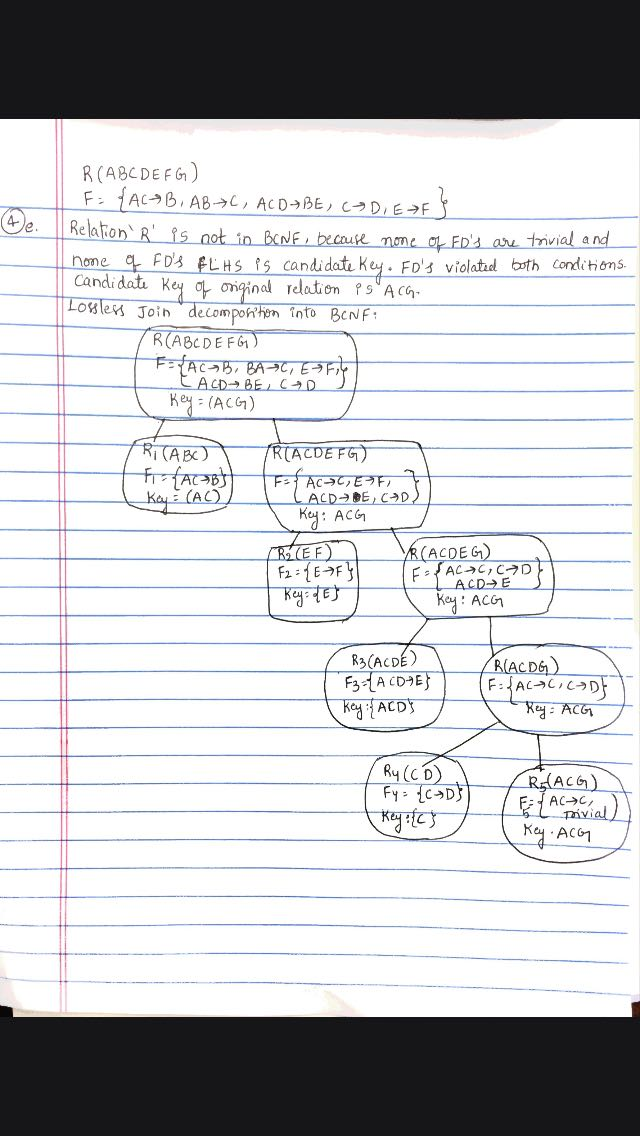 R(ABCDEFG)
F = {AC→B, AB→C, ACD→BE, C→D, E→F}
4 e. Relation 'R' is not in BCNF, because none of FD's are trivial and
none of FD's LHS is candidate key. FD's violated both conditions.
Candidate Key of original relation is ACG.
Lossless Join decomposition into BCNF:
R(ABCDEFG)
F = {AC→B, BA→C, E→F,
ACD→BE, C→D}
Key = (ACG)
R1(ABC)
F1 = {AC→B}
Key = (AC)
R(ACDEFG)
F = {AC→C, E→F,
ACD→E, C→D}
Key: ACG
R2(EF)
F2 = {E→F}
Key = {E}
R(ACDEG)
F = {AC→C, C→D
ACD→E}
Key: ACG
R3(ACDE)
F3 = {ACD→E}
Key: {ACD}
R(ACDG)
F = {AC→C, C→D}
Key = ACG
R4(CD)
F4 = {C→D}
Key: {C}
R5(ACG)
F5 = {AC→C,
trivial}
Key. ACG